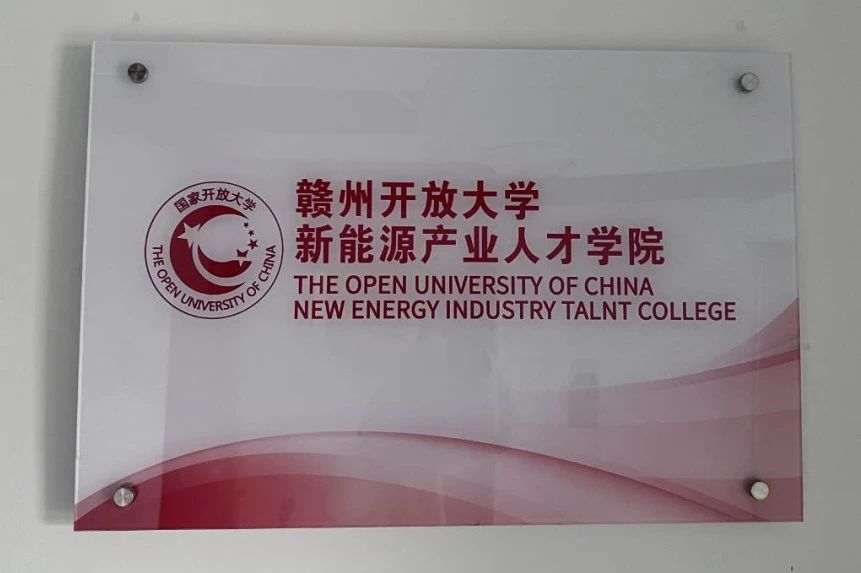 国家开放大学
THE OPEN UNIVERSITY OF CHINA
赣州开放大学
新能源产业人才学院
THE OPEN UNIVERSITY OF CHINA
NEW ENERGY INDUSTRY TALNT COLLEGE